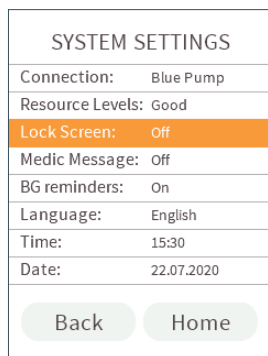 SYSTEM SETTINGS
Connection: Blue Pump
Resource Levels: Good
Lock Screen: Off
Medic Message: Off
BG reminders: On
Language: English
Time: 15:30
Date: 22.07.2020
Back Home